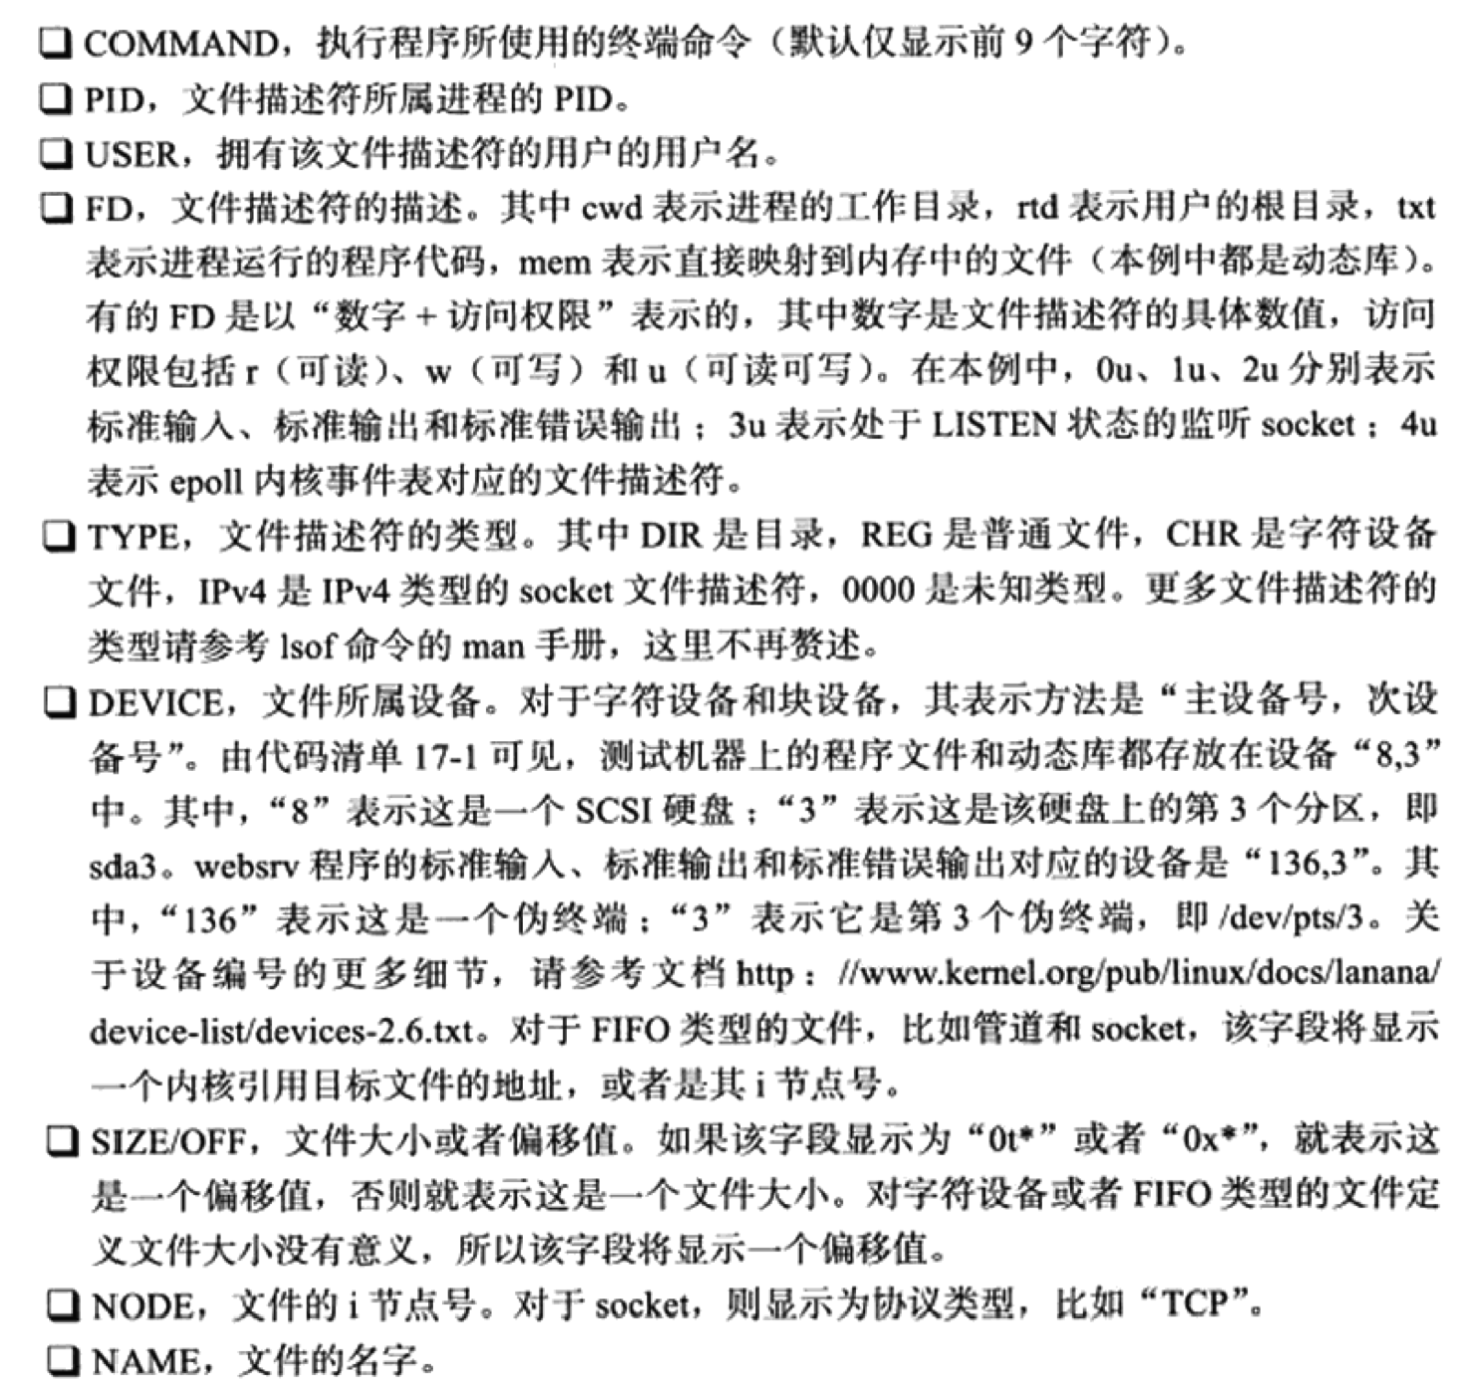 ❑ COMMAND，执行程序所使用的终端命令（默认仅显示前 9 个字符）。
❑ PID，文件描述符所属进程的 PID。
❑ USER，拥有该文件描述符的用户的用户名。
❑ FD，文件描述符的描述。其中 cwd 表示进程的工作目录，rtd 表示用户的根目录，txt
表示进程运行的程序代码，mem 表示直接映射到内存中的文件（本例中都是动态库）。
有的 FD 是以“数字 + 访问权限”表示的，其中数字是文件描述符的具体数值，访问
权限包括 r（可读）、w（可写）和 u（可读可写）。在本例中，0u、1u、2u 分别表示
标准输入、标准输出和标准错误输出；3u 表示处于 LISTEN 状态的监听 socket；4u
表示 epoll 内核事件表对应的文件描述符。
❑ TYPE，文件描述符的类型。其中 DIR 是目录，REG 是普通文件，CHR 是字符设备
文件，IPv4 是 IPv4 类型的 socket 文件描述符，0000 是未知类型。更多文件描述符的
类型请参考 lsof 命令的 man 手册，这里不再赘述。
❑ DEVICE，文件所属设备。对于字符设备和块设备，其表示方法是“主设备号，次设
备号”。由代码清单 17-1 可见，测试机器上的程序文件和动态库都存放在设备“8,3”
中。其中，“8”表示这是一个 SCSI 硬盘；“3”表示这是该硬盘上的第 3 个分区，即
sda3。websrv 程序的标准输入、标准输出和标准错误输出对应的设备是“136,3”。其
中，“136”表示这是一个伪终端；“3”表示它是第 3 个伪终端，即 /dev/pts/3。关
于设备编号的更多细节，请参考文档 http：//www.kernel.org/pub/linux/docs/lanana/
device-list/devices-2.6.txt。对于 FIFO 类型的文件，比如管道和 socket，该字段将显示
一个内核引用目标文件的地址，或者是其 i 节点号。
❑ SIZE/OFF，文件大小或者偏移值。如果该字段显示为“0t*”或者“0x*”，就表示这
是一个偏移值，否则就表示这是一个文件大小。对字符设备或者 FIFO 类型的文件定
义文件大小没有意义，所以该字段将显示一个偏移值。
❑ NODE，文件的 i 节点号。对于 socket，则显示为协议类型，比如“TCP”。
❑ NAME，文件的名字。